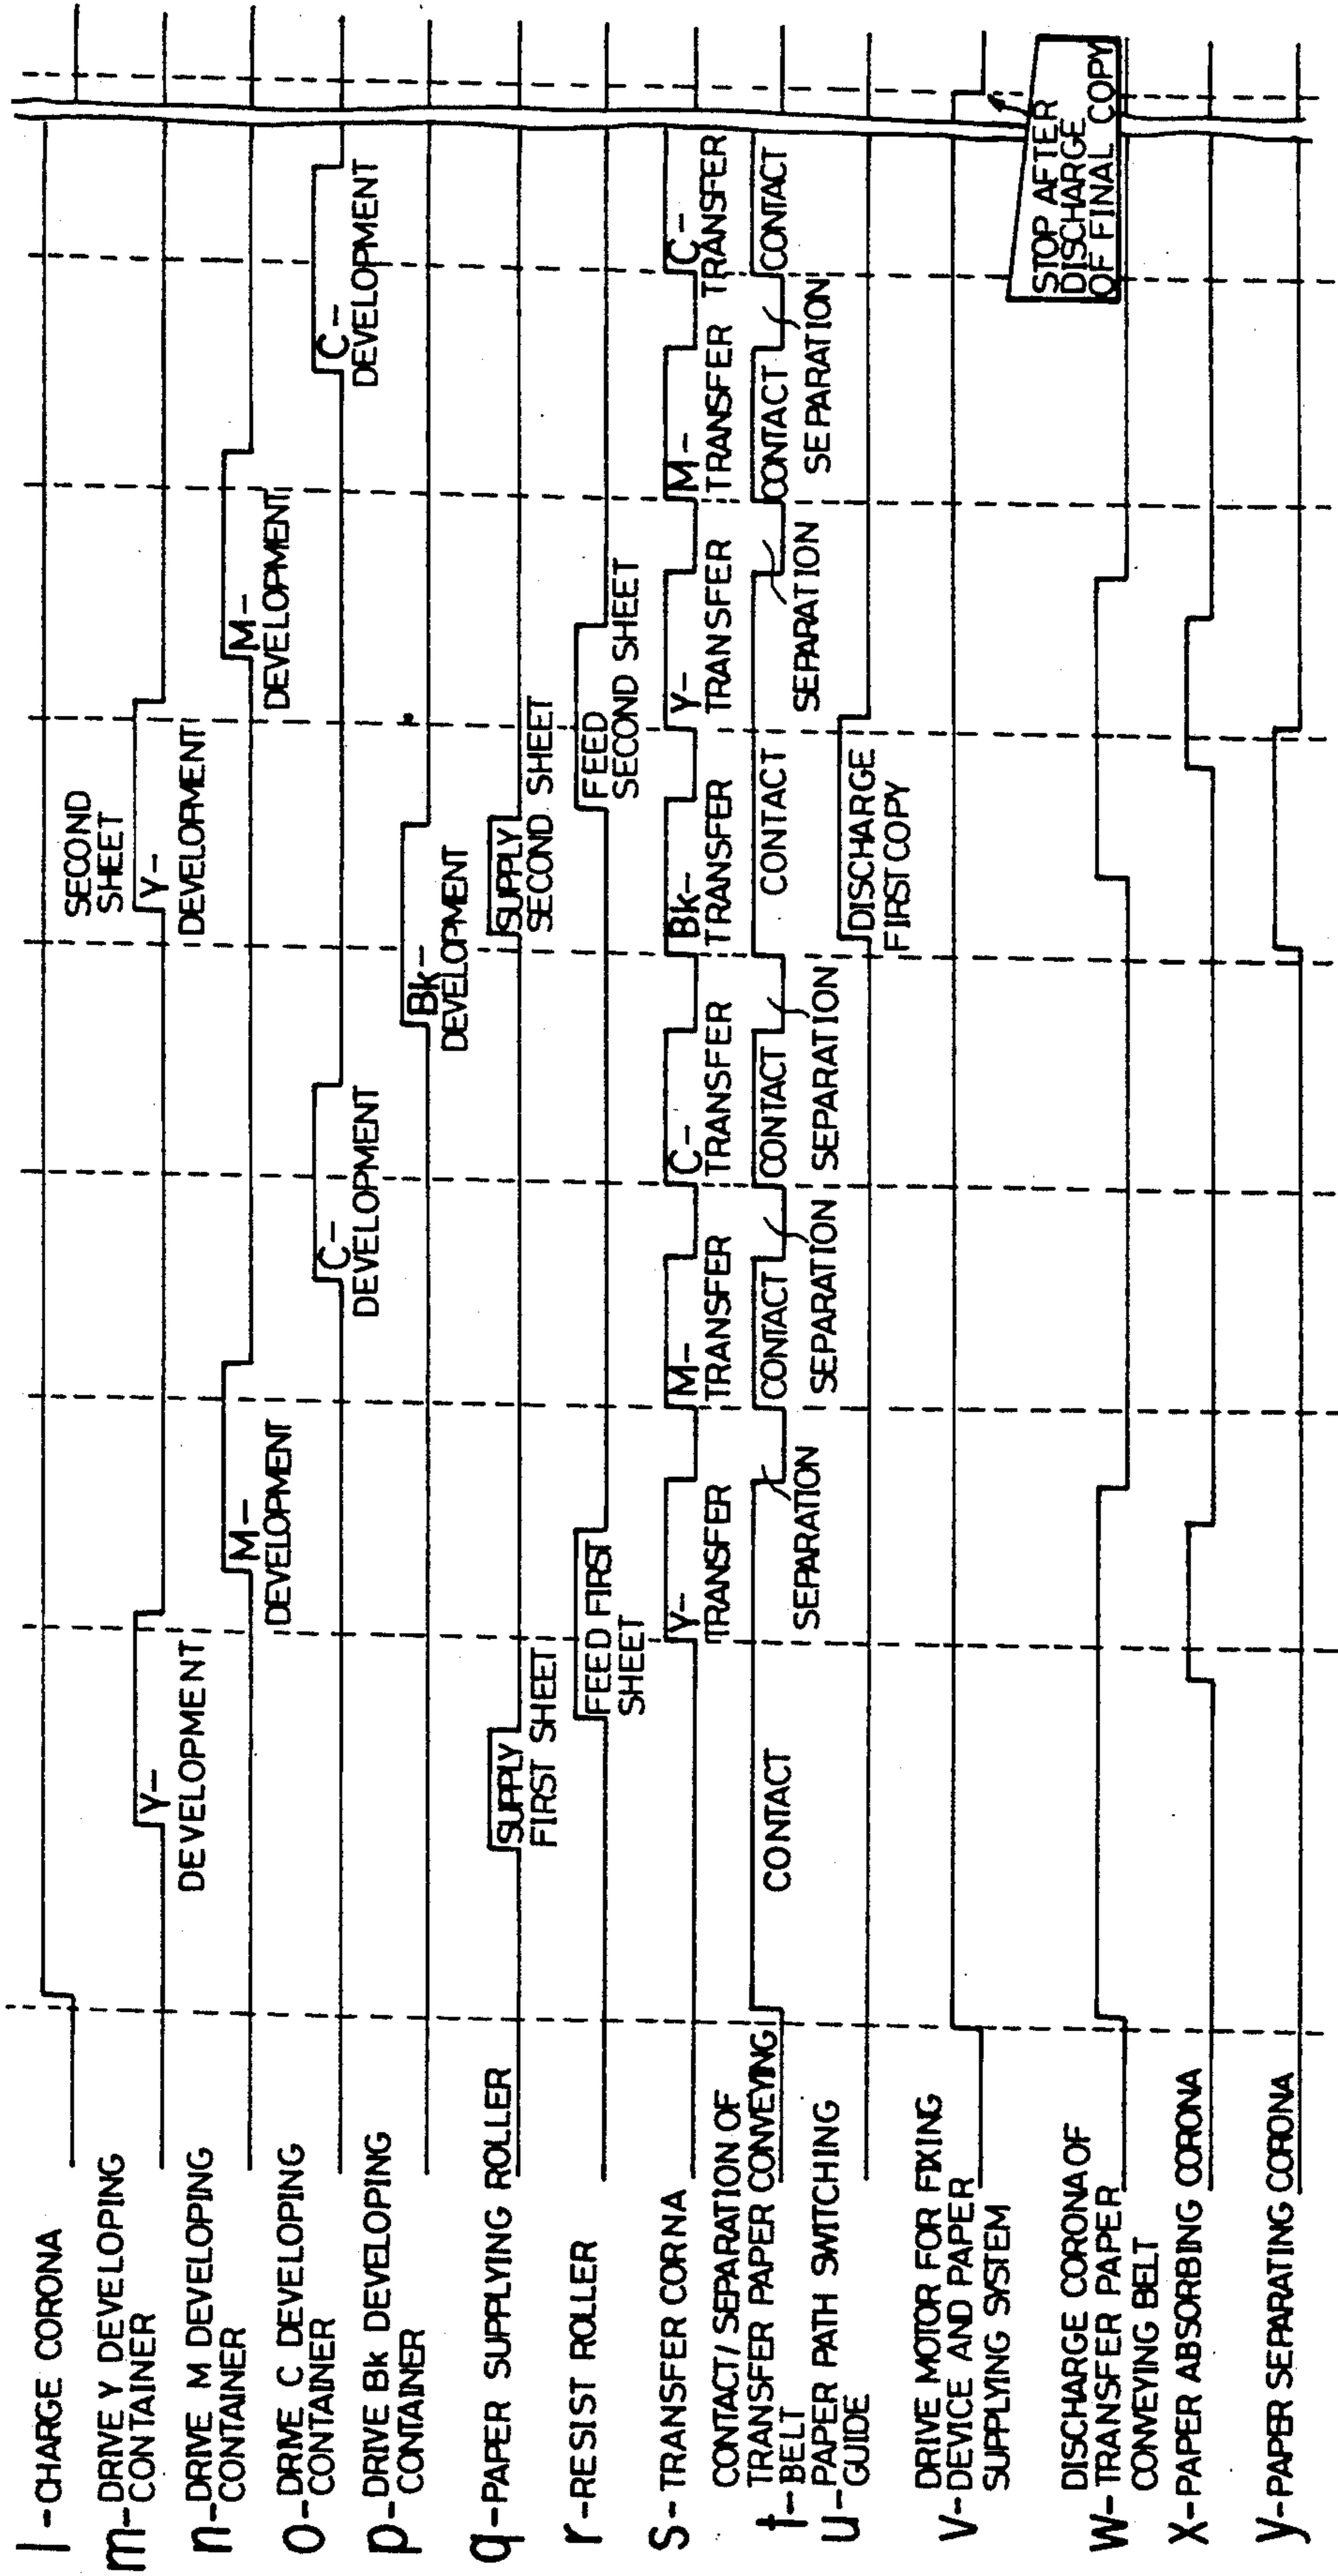 l - CHARGE CORONA
m - DRIVE Y DEVELOPING
CONTAINER
Y-
DEVELOPMENT
SECOND
SHEET
Y-
DEVELOPMENT
n - DRIVE M DEVELOPING
CONTAINER
M-
DEVELOPMENT
M-
DEVELOPMENT
o - DRIVE C DEVELOPING
CONTAINER
C-
DEVELOPMENT
C-
DEVELOPMENT
p - DRIVE Bk DEVELOPING
CONTAINER
Bk-
DEVELOPMENT
q - PAPER SUPPLYING ROLLER
SUPPLY
FIRST SHEET
SUPPLY
SECOND SHEET
r - RESIST ROLLER
FEED FIRST
SHEET
FEED
SECOND SHEET
s - TRANSFER CORNA
Y-
TRANSFER
M-
TRANSFER
C-
TRANSFER
Bk-
TRANSFER
Y-
TRANSFER
M-
TRANSFER
C-
TRANSFER
CONTACT/SEPARATION OF
TRANSFER PAPER CONVEYING
t - BELT
CONTACT
SEPARATION
CONTACT
SEPARATION
CONTACT
SEPARATION
CONTACT
SEPARATION
CONTACT
SEPARATION
CONTACT
u - PAPER PATH SWITCHING
GUIDE
DISCHARGE
FIRST COPY
DRIVE MOTOR FOR FIXING
v - DEVICE AND PAPER
SUPPLYING SYSTEM
STOP AFTER
DISCHARGE
OF FINAL COPY
DISCHARGE CORONA OF
w - TRANSFER PAPER
CONVEYING BELT
x - PAPER ABSORBING CORONA
y - PAPER SEPARATING CORONA